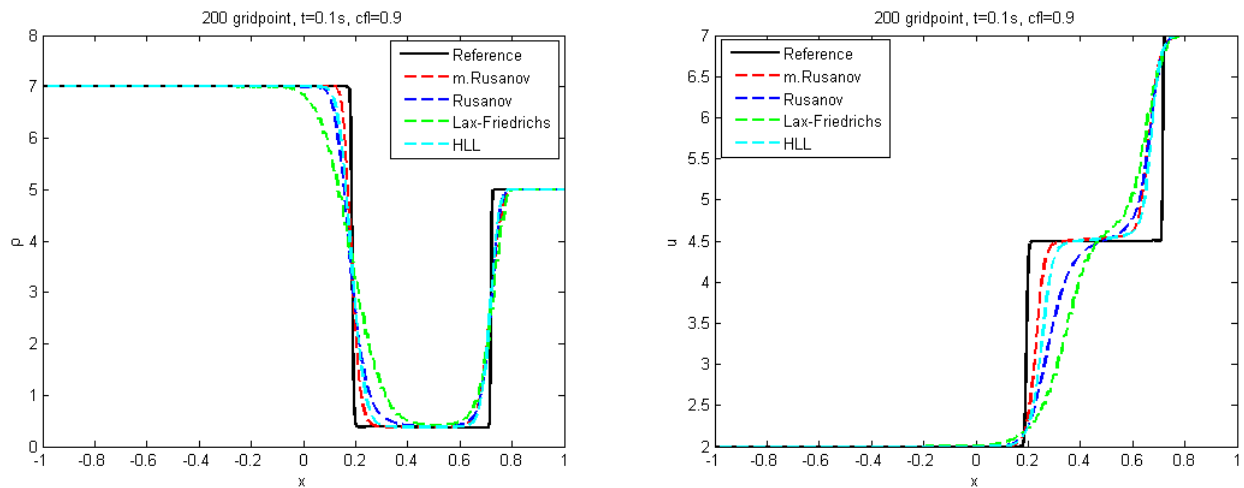 200 gridpoint, t=0.1s, cfl=0.9
8
7
6
5
4
3
2
1
0
ρ
-1
-0.8
-0.6
-0.4
-0.2
0
0.2
0.4
0.6
0.8
1
x
Reference
m.Rusanov
Rusanov
Lax-Friedrichs
HLL
200 gridpoint, t=0.1s, cfl=0.9
7
6.5
6
5.5
5
4.5
4
3.5
3
2.5
2
u
-1
-0.8
-0.6
-0.4
-0.2
0
0.2
0.4
0.6
0.8
1
x
Reference
m.Rusanov
Rusanov
Lax-Friedrichs
HLL